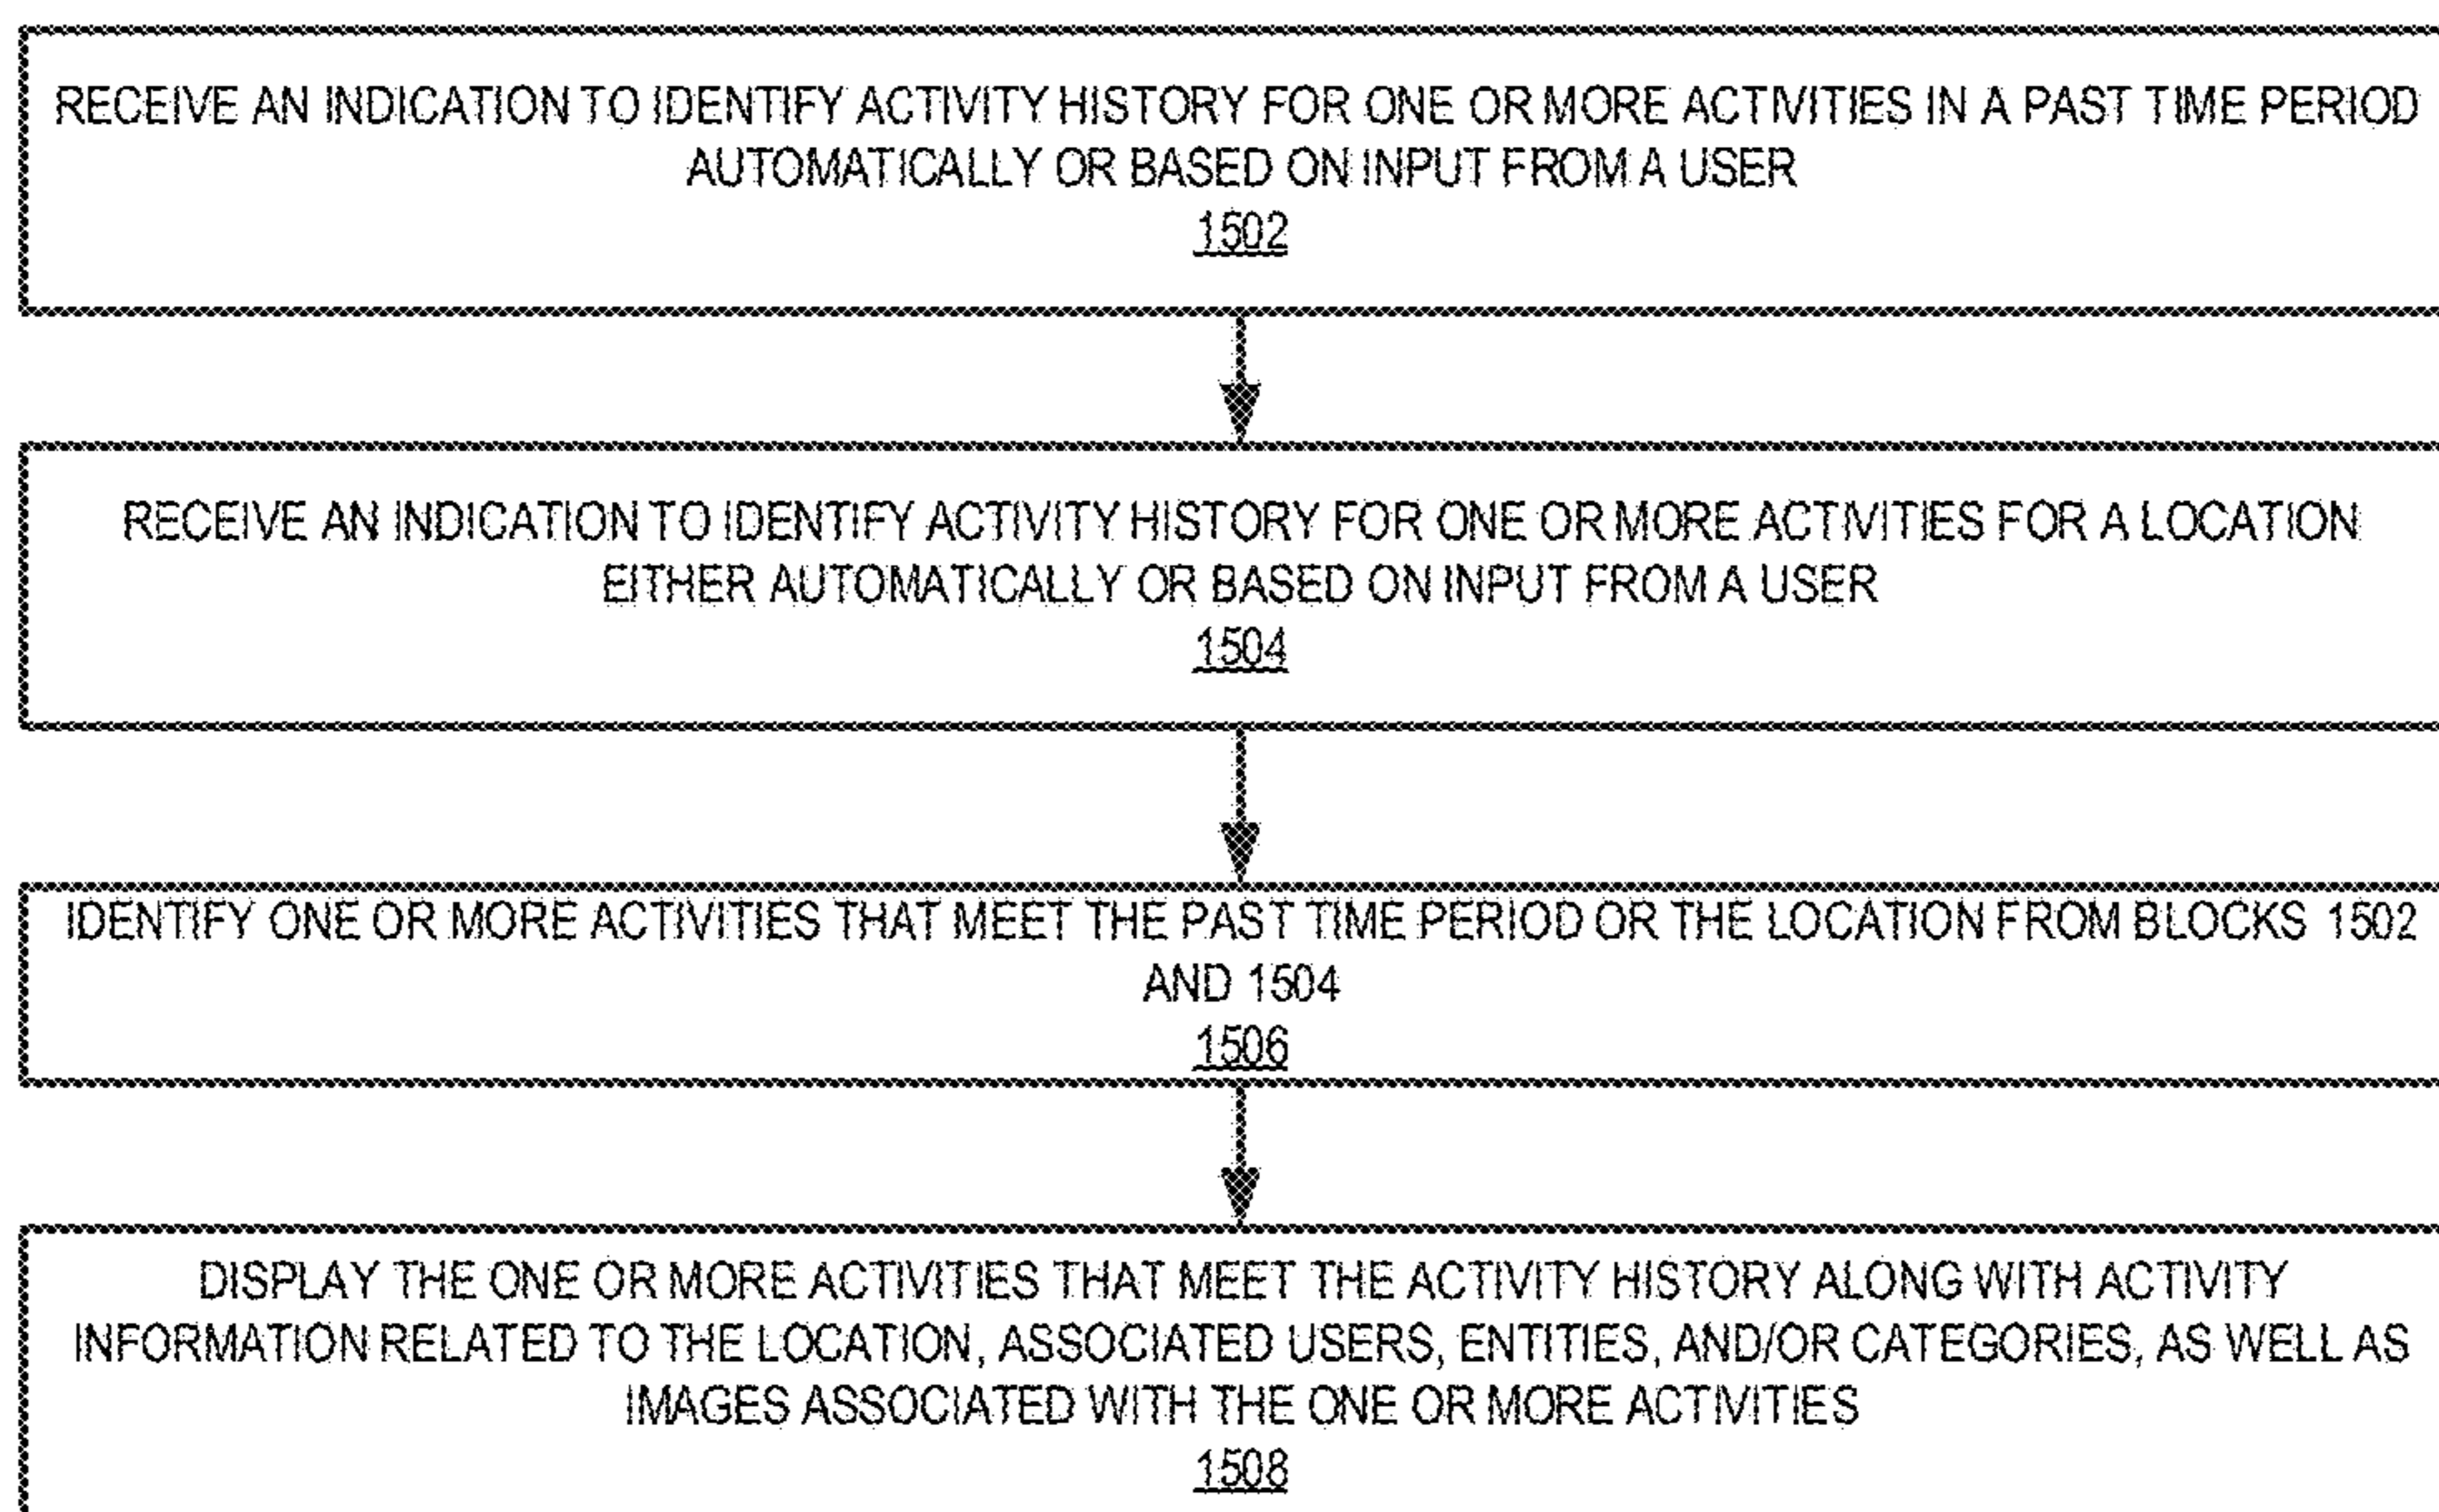 RECEIVE AN INDICATION TO IDENTIFY ACTIVITY HISTORY FOR ONE OR MORE ACTIVITIES IN A PAST TIME PERIOD
AUTOMATICALLY OR BASED ON INPUT FROM A USER
1502
RECEIVE AN INDICATION TO IDENTIFY ACTIVITY HISTORY FOR ONE OR MORE ACTIVITIES FOR A LOCATION
EITHER AUTOMATICALLY OR BASED ON INPUT FROM A USER
1504
IDENTIFY ONE OR MORE ACTIVITIES THAT MEET THE PAST TIME PERIOD OR THE LOCATION FROM BLOCKS 1502
AND 1504
1506
DISPLAY THE ONE OR MORE ACTIVITIES THAT MEET THE ACTIVITY HISTORY ALONG WITH ACTIVITY
INFORMATION RELATED TO THE LOCATION, ASSOCIATED USERS, ENTITIES, AND/OR CATEGORIES, AS WELL AS
IMAGES ASSOCIATED WITH THE ONE OR MORE ACTIVITIES
1508